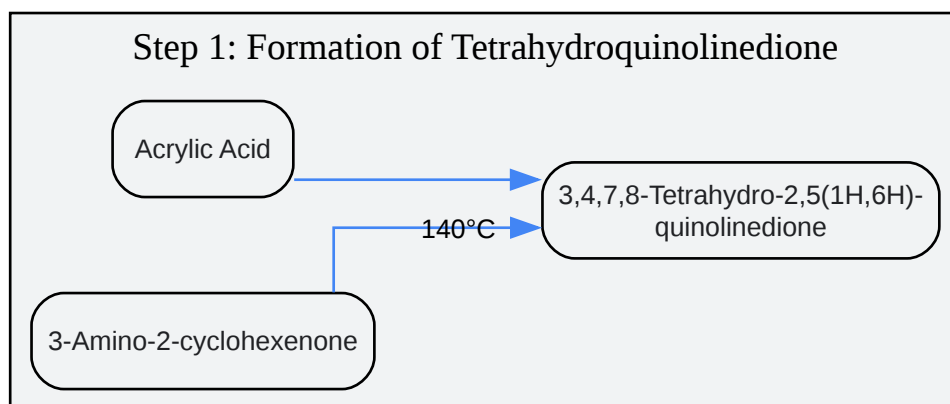 Step 1: Formation of Tetrahydroquinolinedione
Acrylic Acid
3,4,7,8-Tetrahydro-2,5(1H,6H)-
quinolinedione
140°C
3-Amino-2-cyclohexenone